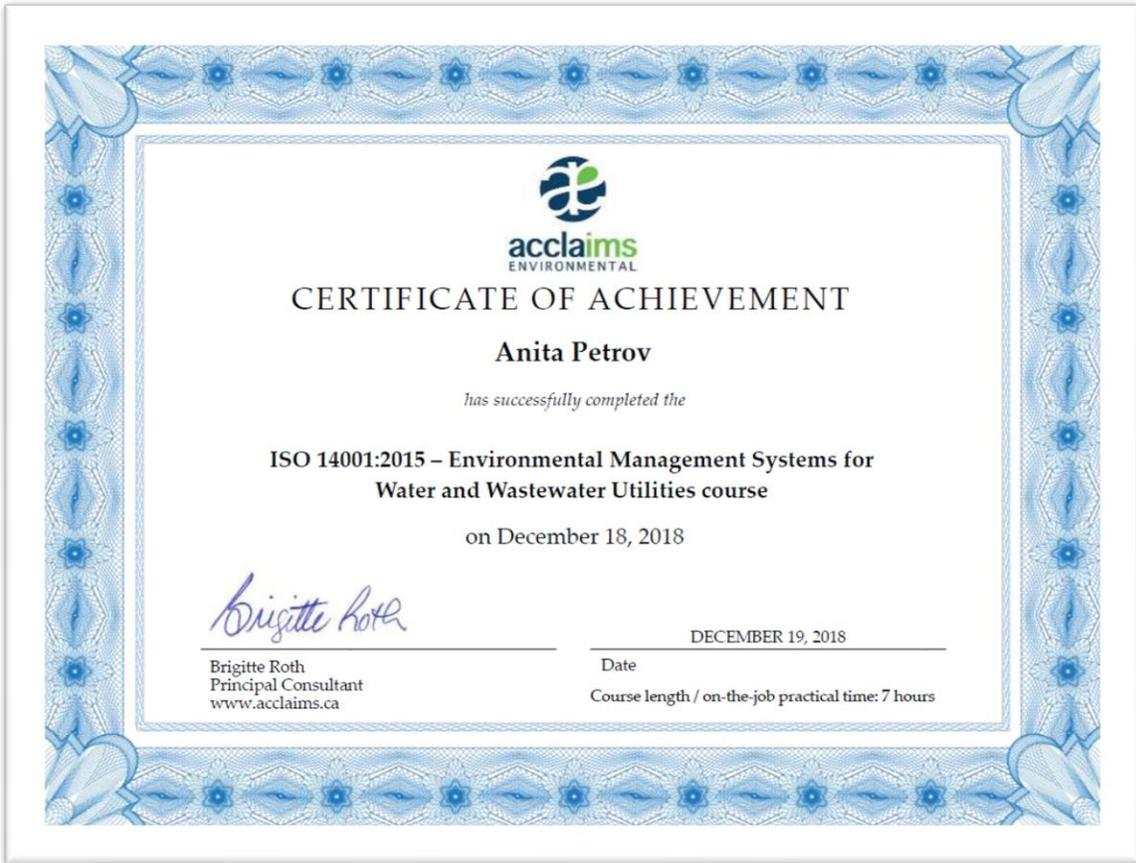 acclaims
ENVIRONMENTAL
CERTIFICATE OF ACHIEVEMENT
Anita Petrov
has successfully completed the
ISO 14001:2015 – Environmental Management Systems for
Water and Wastewater Utilities course
on December 18, 2018
Brigitte Roth
Brigitte Roth
Principal Consultant
www.acclaims.ca
DECEMBER 19, 2018
Date
Course length / on-the-job practical time: 7 hours